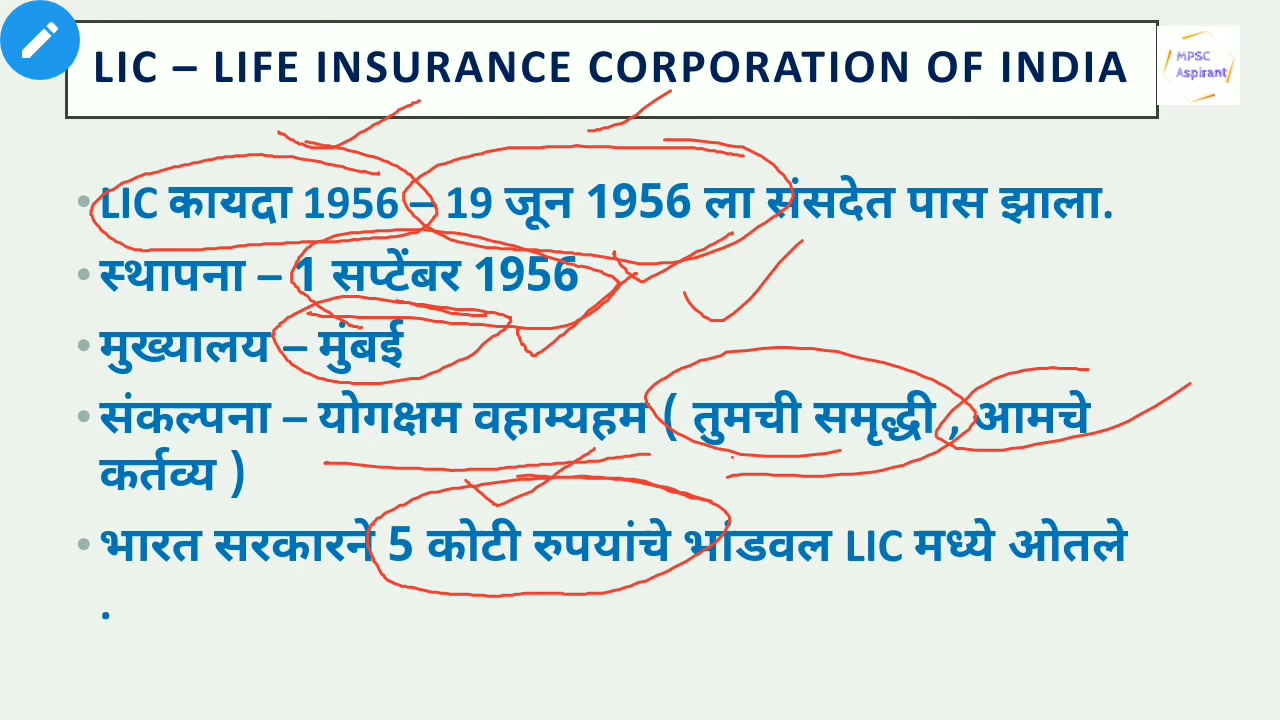 LIC – LIFE INSURANCE CORPORATION OF INDIA
MPSC
Aspirant
• LIC कायदा 1956 – 19 जून 1956 ला संसदेत पास झाला.
• स्थापना – 1 सप्टेंबर 1956
• मुख्यालय – मुंबई
• संकल्पना – योगक्षम वहाम्यहम ( तुमची समृद्धी , आमचे
कर्तव्य )
• भारत सरकारने 5 कोटी रुपयांचे भांडवल LIC मध्ये ओतले
.